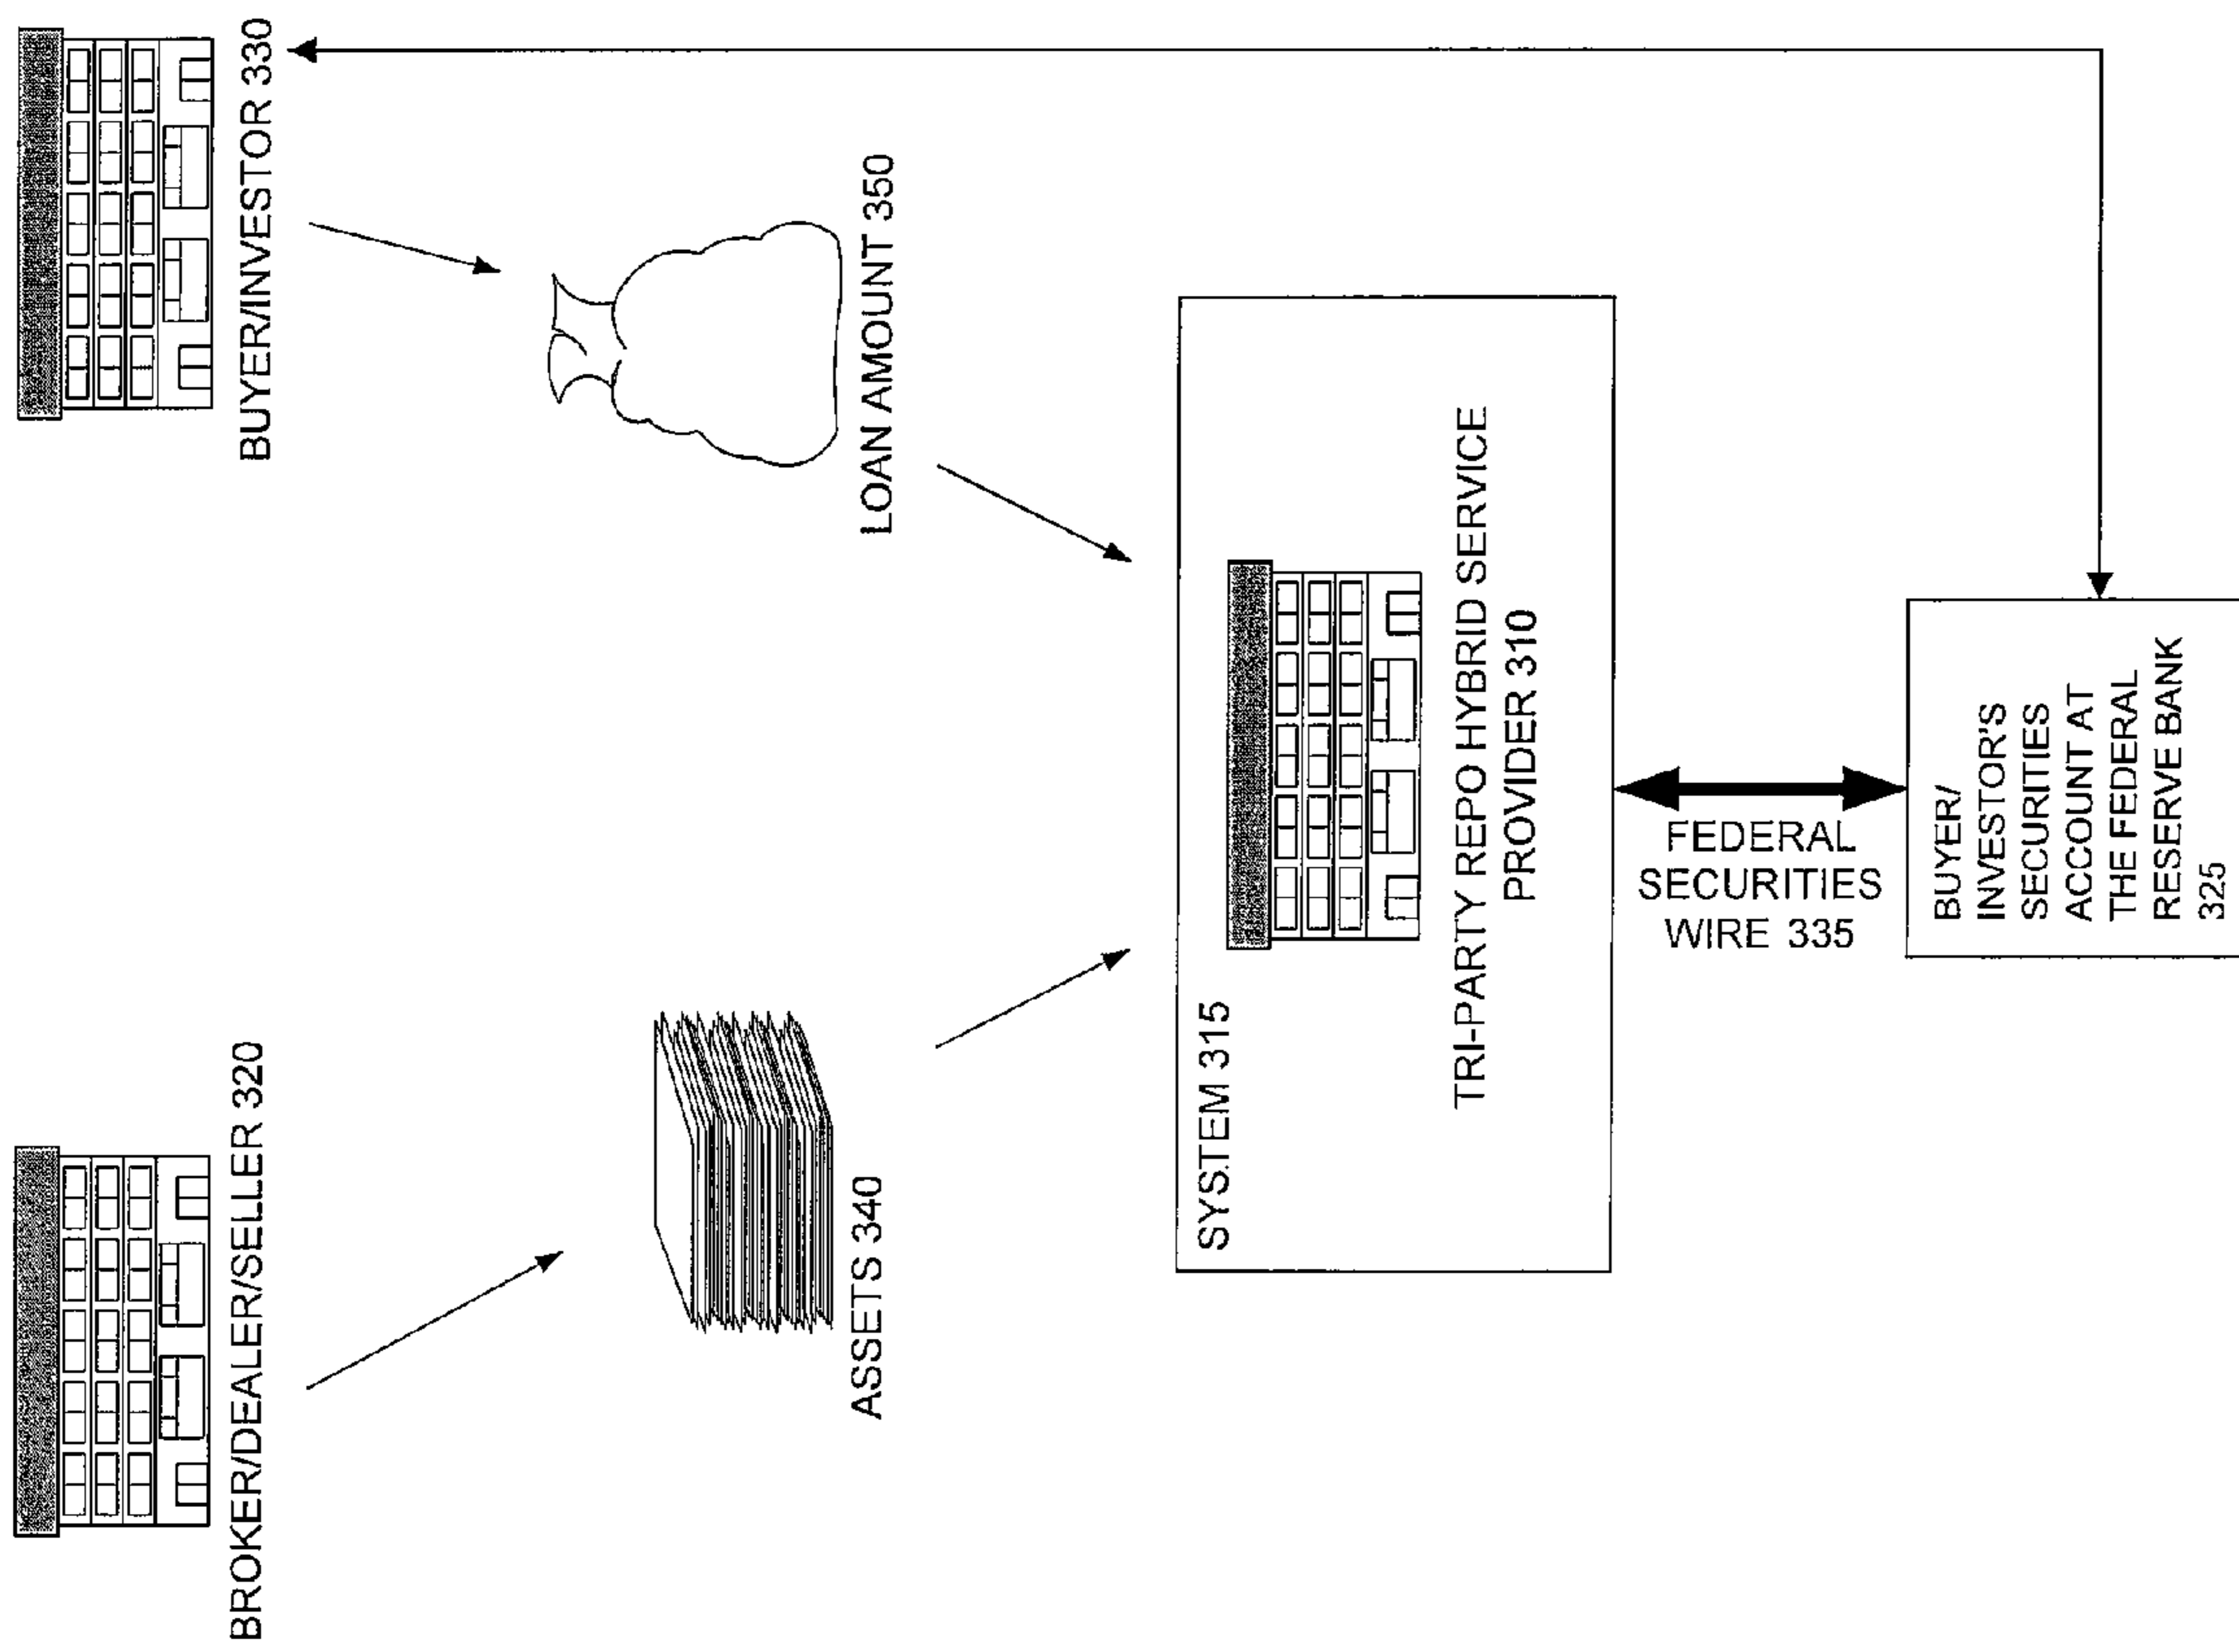 BROKER/DEALER/SELLER 320
BUYER/INVESTOR 330
ASSETS 340
LOAN AMOUNT 350
SYSTEM 315
TRI-PARTY REPO HYBRID SERVICE
PROVIDER 310
FEDERAL
SECURITIES
WIRE 335
BUYER/
INVESTOR'S
SECURITIES
ACCOUNT AT
THE FEDERAL
RESERVE BANK
325